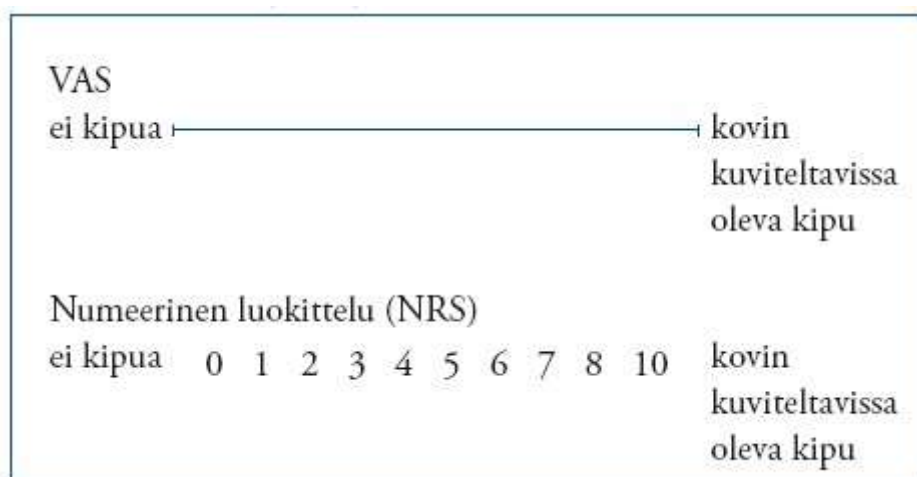 VAS
ei kipua kovin
kuviteltavissa
oleva kipu
Numeerinen luokittelu (NRS)
ei kipua 0 1 2 3 4 5 6 7 8 10 kovin
kuviteltavissa
oleva kipu